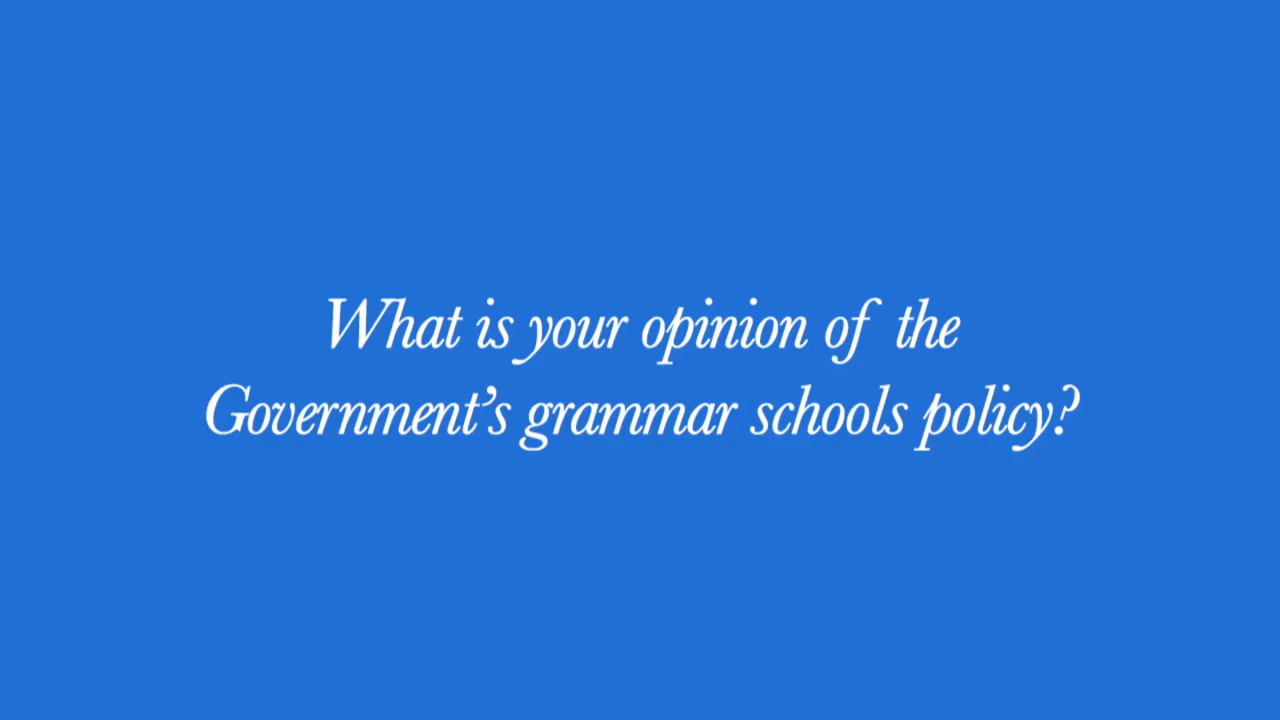 What is your opinion of the
Government’s grammar schools policy?